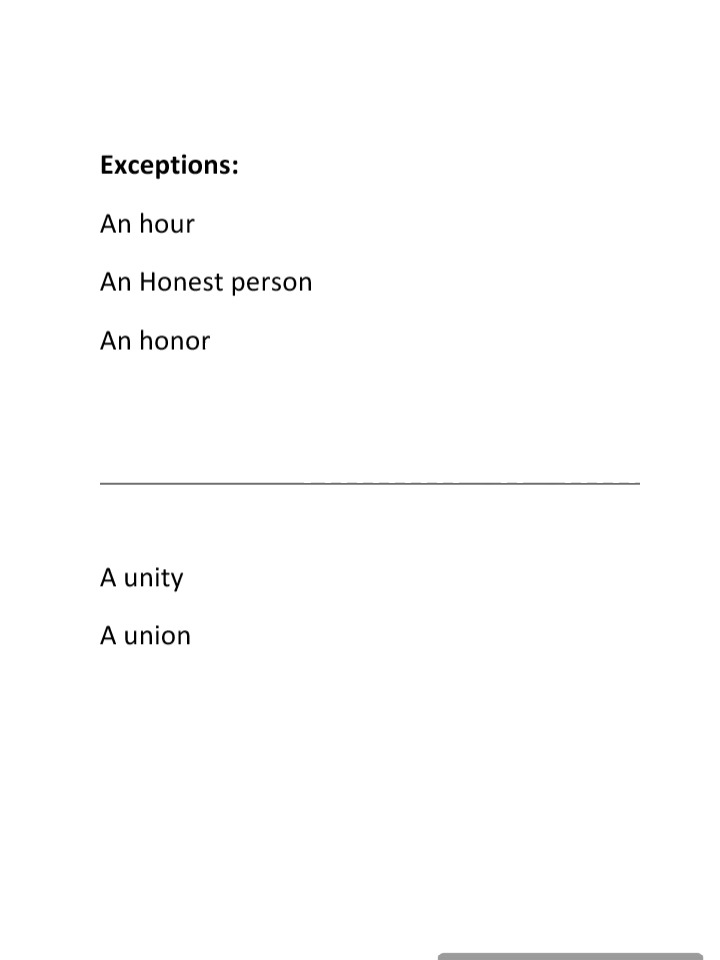 Exceptions:
An hour
An Honest person
An honor
A unity
A union